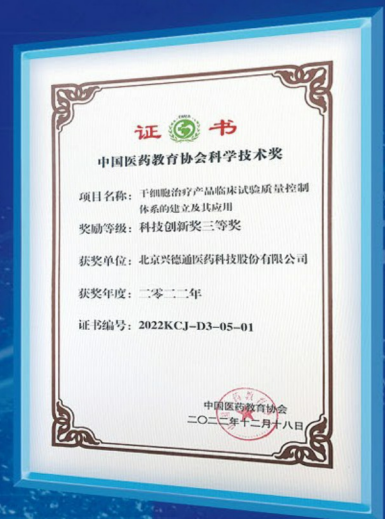 证书
中国医药教育协会科学技术奖
项目名称：干细胞治疗产品临床试验质量控制
体系的建立及其应用
奖励等级：科技创新奖三等奖
获奖单位：北京兴德通医药科技股份有限公司
获奖年度：二零二二年
证书编号：2022KCJ-D3-05-01
中国医药教育协会
二〇二二年十二月十八日